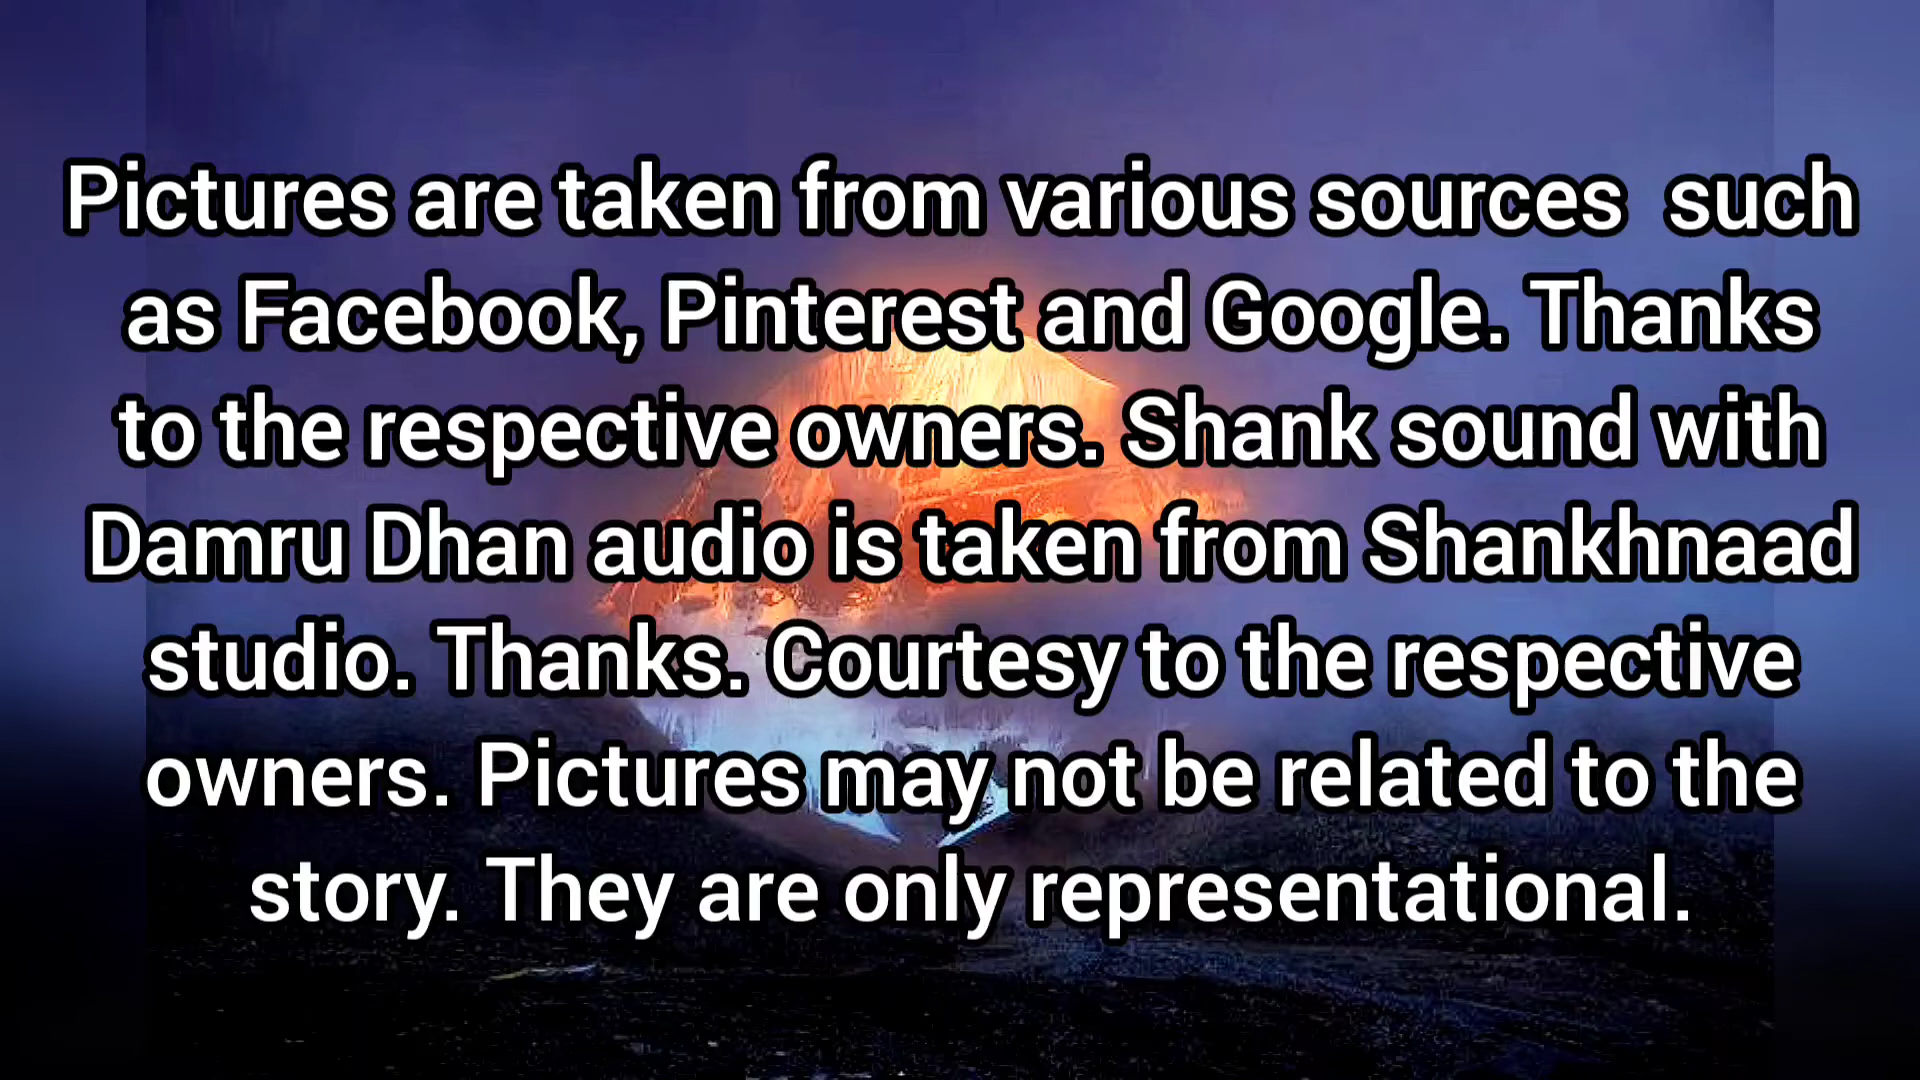 Pictures are taken from various sources  such
as Facebook, Pinterest and Google. Thanks
to the respective owners. Shank sound with
Damru Dhan audio is taken from Shankhnaad
studio. Thanks. Courtesy to the respective
owners. Pictures may not be related to the
story. They are only representational.